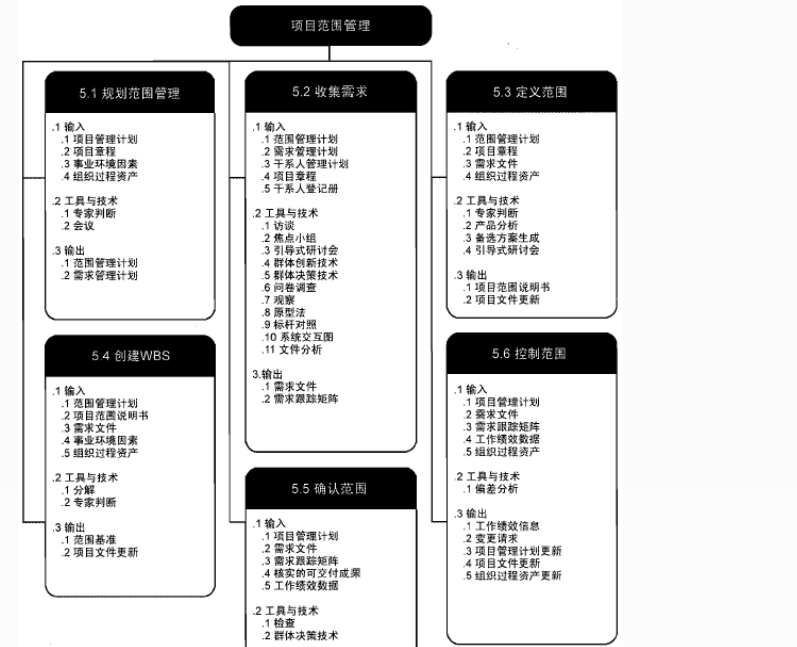 项目范围管理
5.1 规划范围管理
.1 输入
.1 项目管理计划
.2 项目章程
.3 事业环境因素
.4 组织过程资产
.2 工具与技术
.1 专家判断
.2 会议
.3 输出
.1 范围管理计划
.2 需求管理计划
5.2 收集需求
.1 输入
.1 范围管理计划
.2 需求管理计划
.3 干系人管理计划
.4 项目章程
.5 干系人登记册
.2 工具与技术
.1 访谈
.2 焦点小组
.3 引导式研讨会
.4 群体创新技术
.5 群体决策技术
.6 问卷调查
.7 观察
.8 原型法
.9 标杆对照
.10 系统交互图
.11 文件分析
3.输出
.1 需求文件
.2 需求跟踪矩阵
5.3 定义范围
.1 输入
.1 范围管理计划
.2 项目章程
.3 需求文件
.4 组织过程资产
.2 工具与技术
.1 专家判断
.2 产品分析
.3 备选方案生成
.4 引导式研讨会
.3 输出
.1 项目范围说明书
.2 项目文件更新
5.4 创建WBS
.1 输入
.1 范围管理计划
.2 项目范围说明书
.3 需求文件
.4 事业环境因素
.5 组织过程资产
.2 工具与技术
.1 分解
.2 专家判断
.3 输出
.1 范围基准
.2 项目文件更新
5.5 确认范围
.1 输入
.1 项目管理计划
.2 需求文件
.3 需求跟踪矩阵
.4 核实的可交付成果
.5 工作绩效数据
.2 工具与技术
.1 检查
.2 群体决策技术
5.6 控制范围
.1 输入
.1 项目管理计划
.2 需求文件
.3 需求跟踪矩阵
.4 工作绩效数据
.5 组织过程资产
.2 工具与技术
.1 偏差分析
.3 输出
.1 工作绩效信息
.2 变更请求
.3 项目管理计划更新
.4 项目文件更新
.5 组织过程资产更新